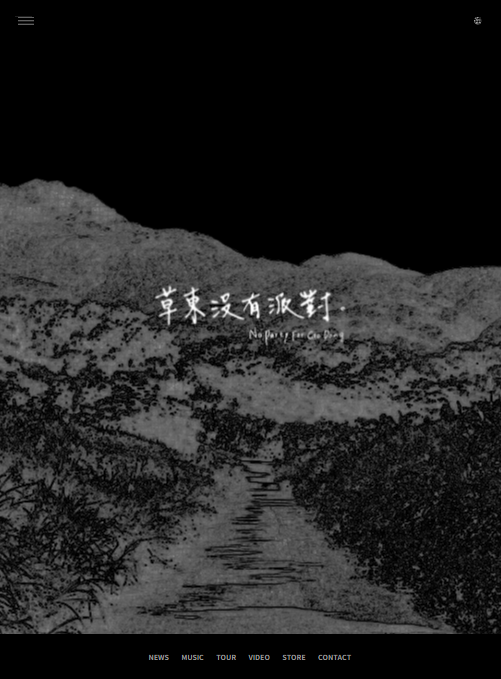 草東沒有派對。
No Party For Cao Dong
NEWS MUSIC TOUR VIDEO STORE CONTACT